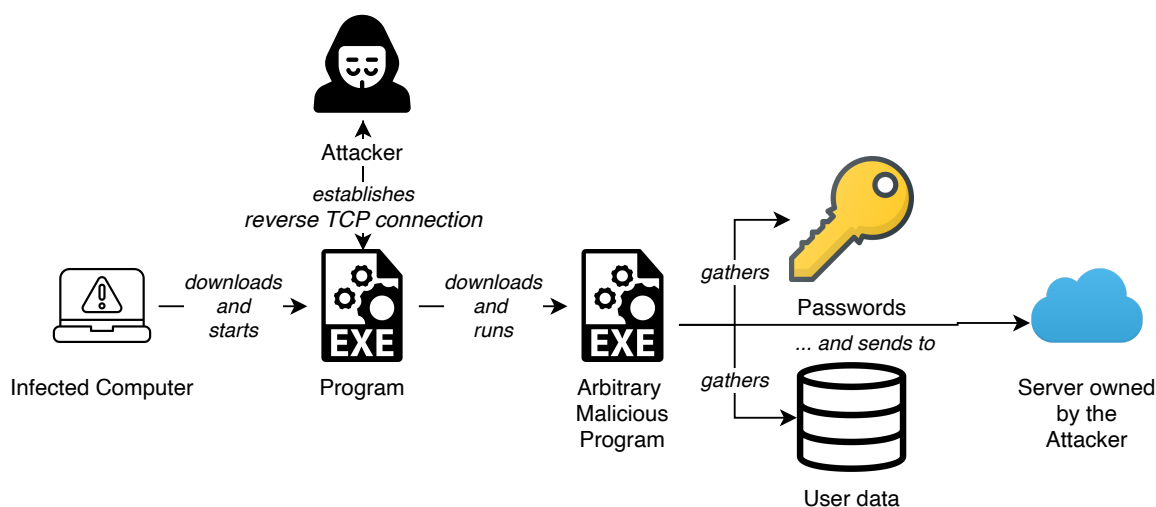 Attacker
establishes
reverse TCP connection
downloads
and
starts
EXE
downloads
and
runs
EXE
gathers
gathers
Passwords
... and sends to
Infected Computer
Program
Arbitrary
Malicious
Program
User data
Server owned
by the
Attacker